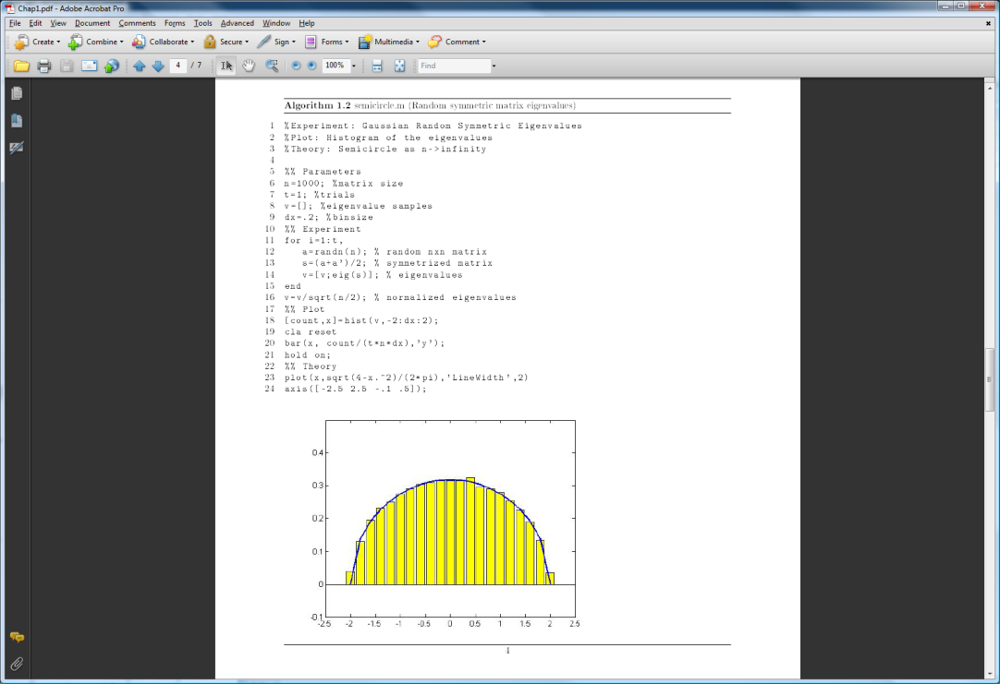 Chap1.pdf - Adobe Acrobat Pro
File Edit View Document Comments Forms Tools Advanced Window Help
Create Combine Collaborate Secure Sign Forms Multimedia Comment
4 / 7 100% Find
Algorithm 1.2 semicircle.m (Random symmetric matrix eigenvalues)
1 %Experiment: Gaussian Random Symmetric Eigenvalues
2 %Plot: Histogram of the eigenvalues
3 %Theory: Semicircle as n->infinity
4
5 %% Parameters
6 n=1000; %matrix size
7 t=1; %trials
8 v=[]; %eigenvalue samples
9 dx=.2; %binsize
10 %% Experiment
11 for i=1:t,
12 a=randn(n); % random nxn matrix
13 s=(a+a')/2; % symmetrized matrix
14 v=[v;eig(s)]; % eigenvalues
15 end
16 v=v/sqrt(n/2); % normalized eigenvalues
17 %% Plot
18 [count,x]=hist(v,-2:dx:2);
19 cla reset
20 bar(x, count/(t*n*dx),'y');
21 hold on;
22 %% Theory
23 plot(x,sqrt(4-x.^2)/(2*pi),'LineWidth',2)
24 axis([-2.5 2.5 -.1 .5]);
0.4
0.3
0.2
0.1
0
-0.1
-2.5 -2 -1.5 -1 -0.5 0 0.5 1 1.5 2 2.5
4